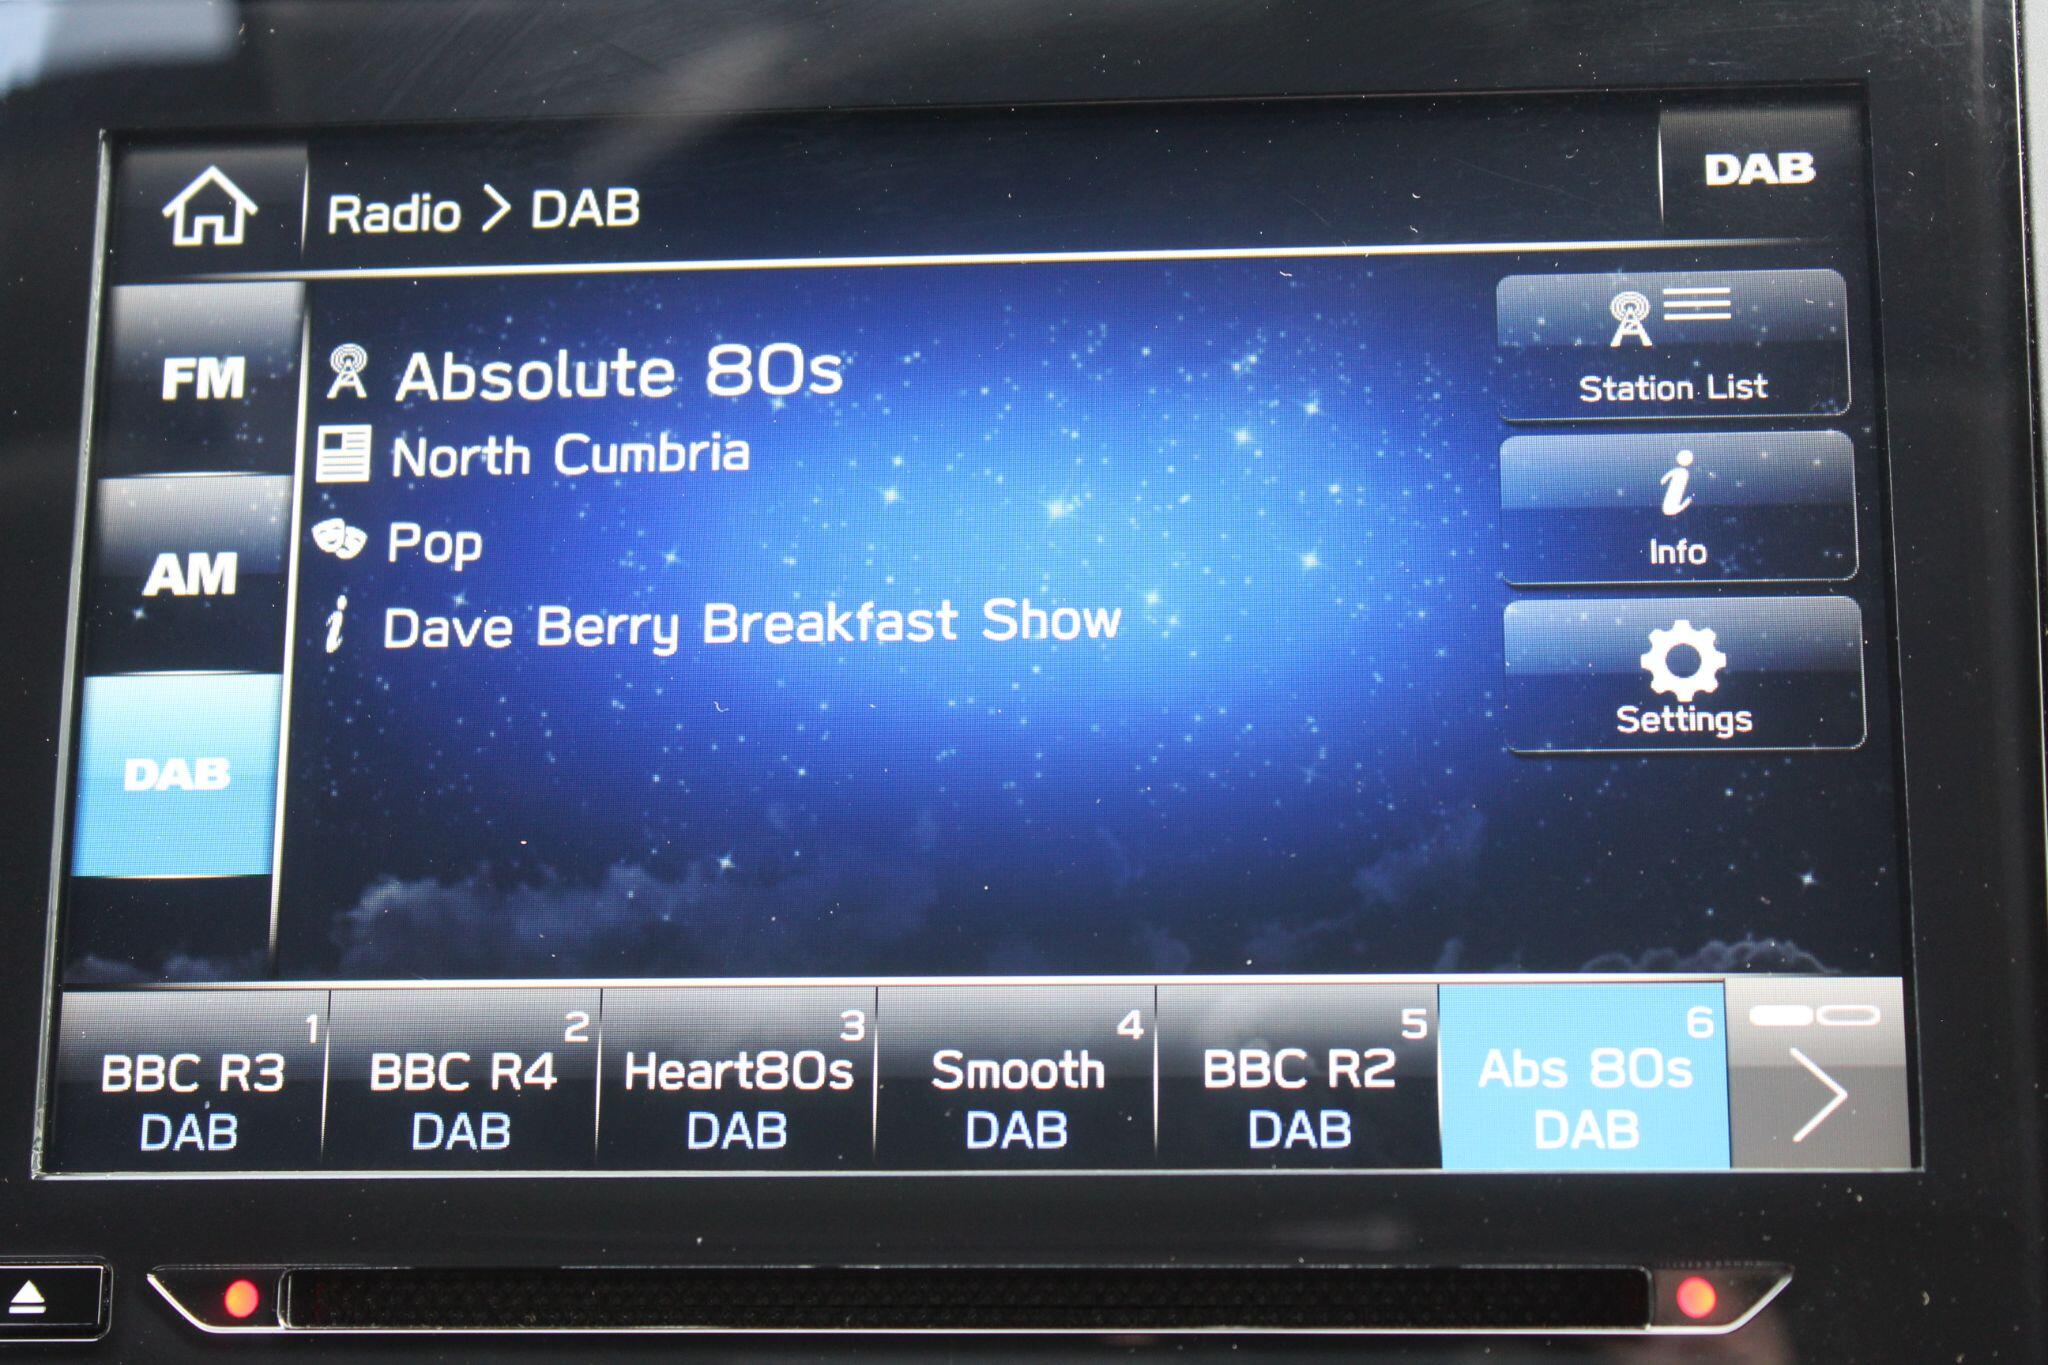 Radio > DAB
DAB
FM
AM
DAB
Absolute 80s
North Cumbria
Pop
Dave Berry Breakfast Show
Station List
Info
Settings
1
BBC R3
DAB
2
BBC R4
DAB
3
Heart80s
DAB
4
Smooth
DAB
5
BBC R2
DAB
6
Abs 80s
DAB